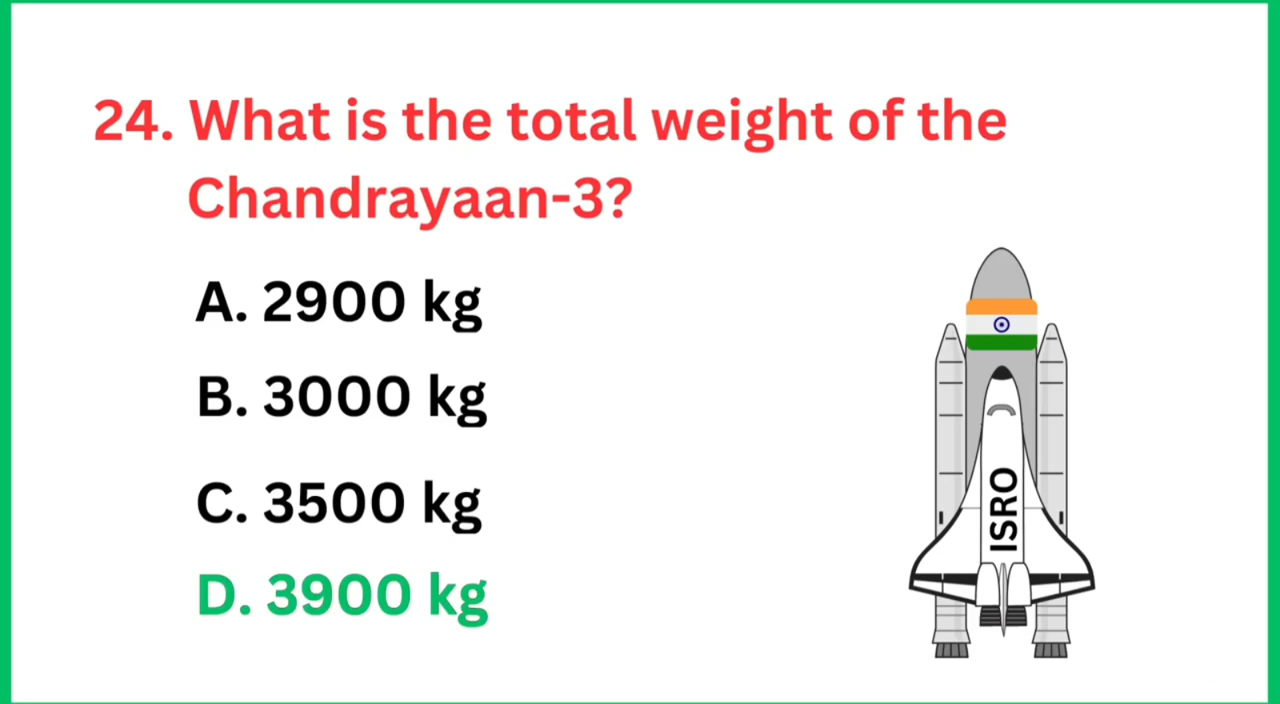 24. What is the total weight of the
Chandrayaan-3?
A. 2900 kg
B. 3000 kg
C. 3500 kg
D. 3900 kg
ISRO